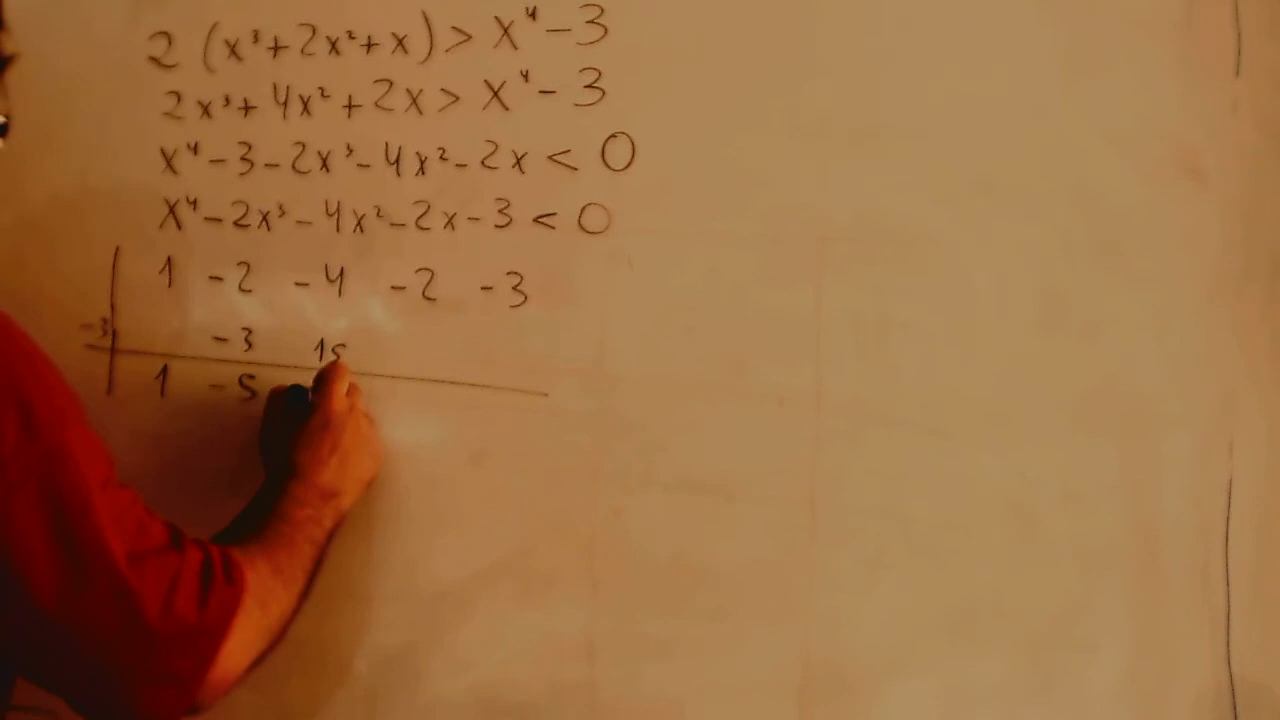 2 (x³+2x²+x) > x⁴-3
2x³+4x²+2x > x⁴-3
x⁴-3-2x³-4x²-2x < 0
x⁴-2x³-4x²-2x-3 < 0
1 -2 -4 -2 -3
-3 -3 15
1 -5